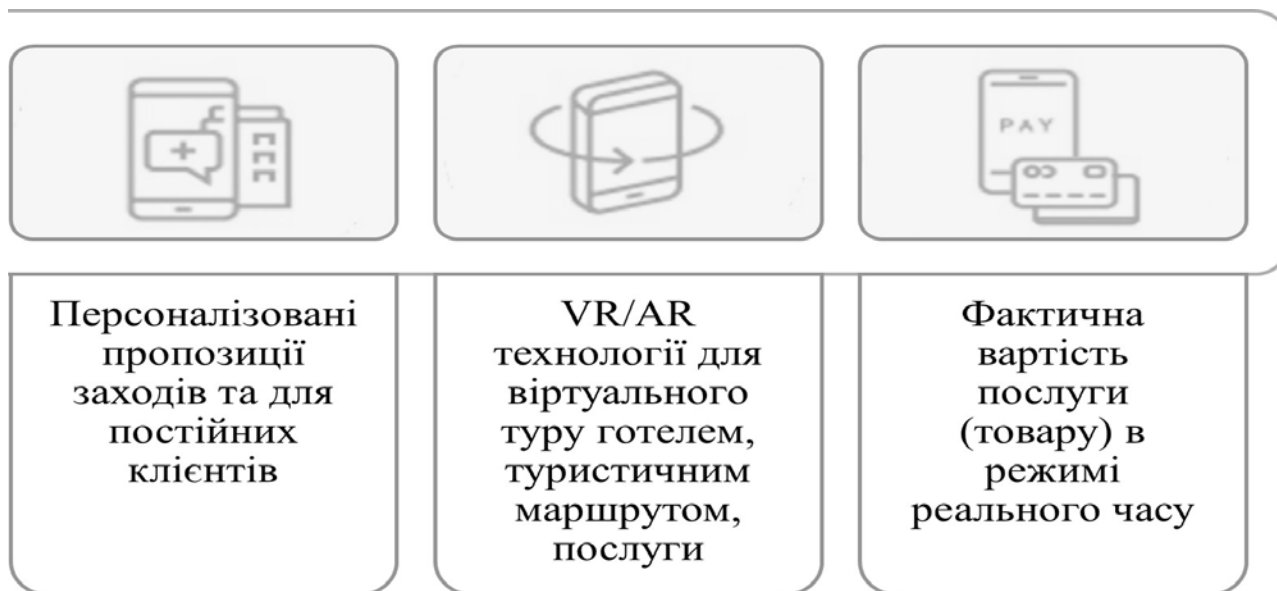 PAY
Персоналізовані
пропозиції
заходів та для
постійних
клієнтів
VR/AR
технології для
віртуального
туру готелем,
туристичним
маршрутом,
послуги
Фактична
вартість
послуги
(товару) в
режимі
реального часу